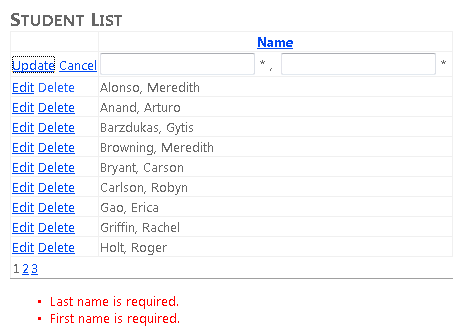 STUDENT LIST
Name
Update Cancel * , *
Edit Delete Alonso, Meredith
Edit Delete Anand, Arturo
Edit Delete Barzdukas, Gytis
Edit Delete Browning, Meredith
Edit Delete Bryant, Carson
Edit Delete Carlson, Robyn
Edit Delete Gao, Erica
Edit Delete Griffin, Rachel
Edit Delete Holt, Roger
1 2 3
• Last name is required.
• First name is required.